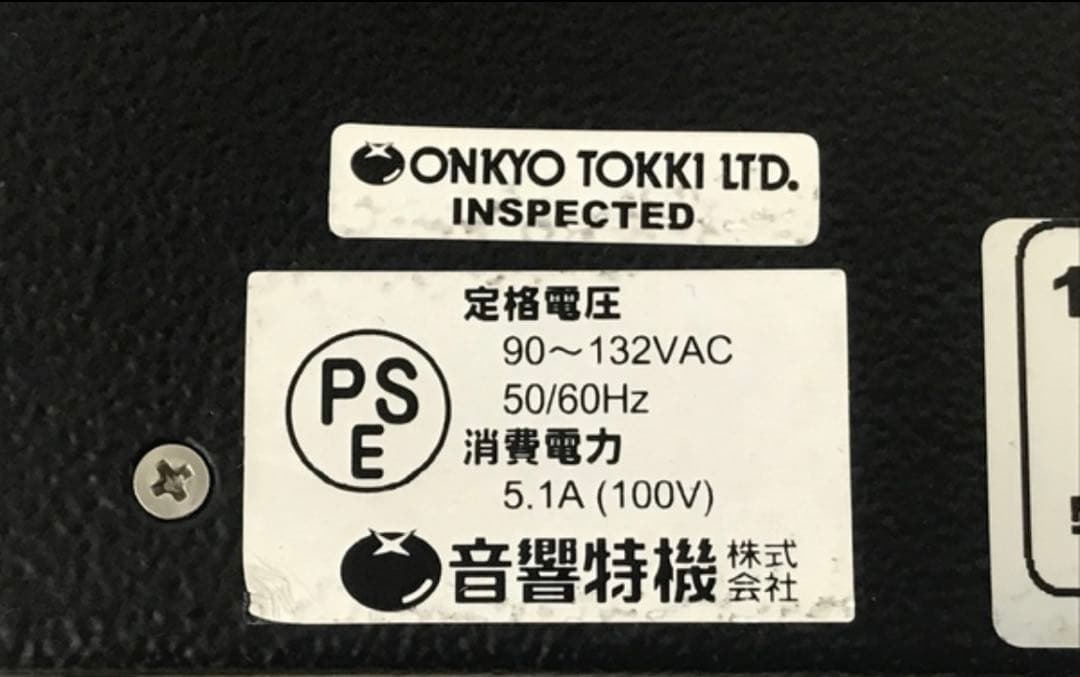 ONKYO TOKKI LTD.
INSPECTED
定格電圧
90～132VAC
50/60Hz
消費電力
5.1A (100V)
PS
E
音響特機 株式
会社
1